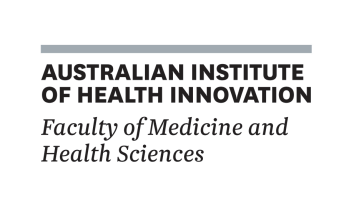 AUSTRALIAN INSTITUTE
OF HEALTH INNOVATION
Faculty of Medicine and
Health Sciences